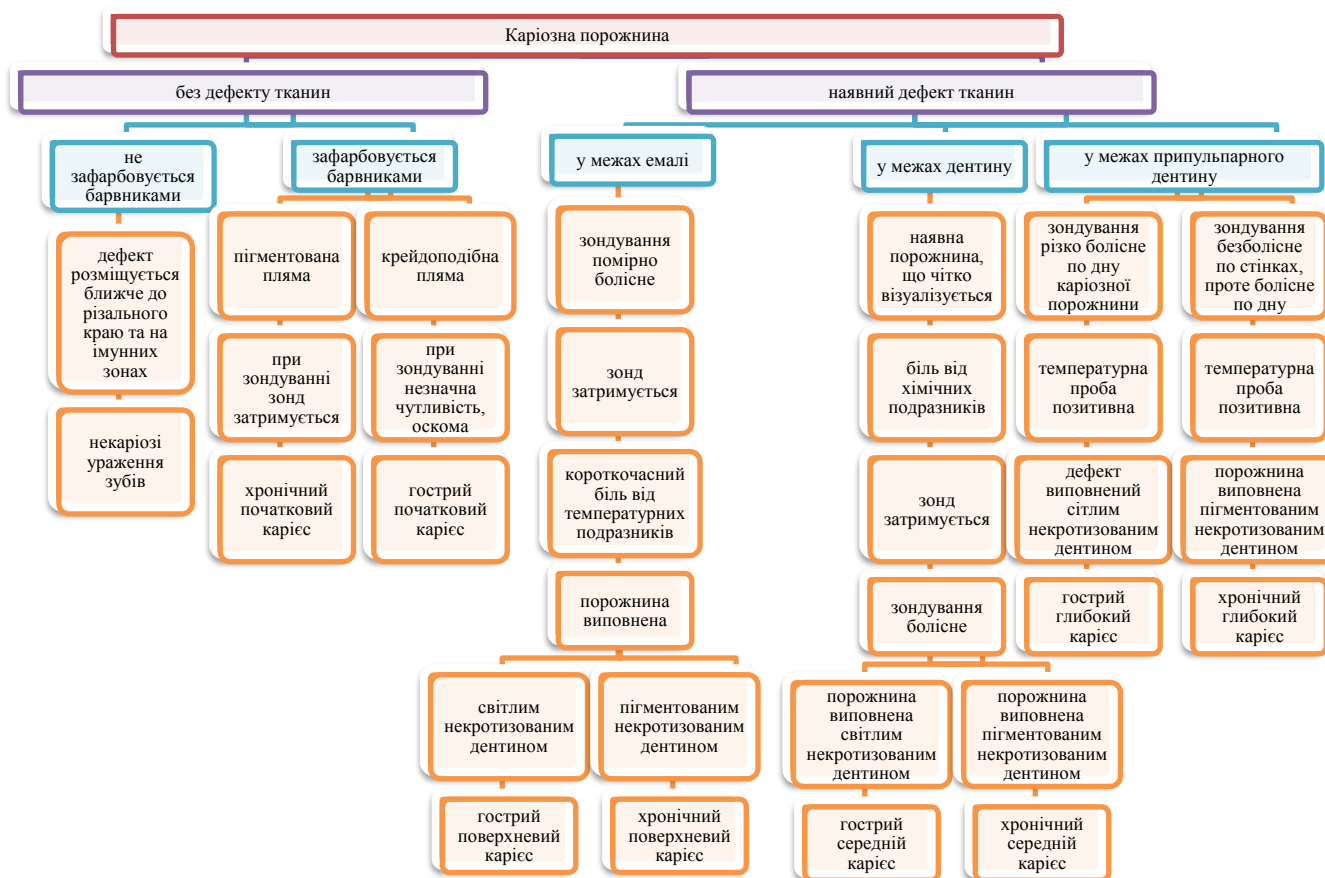 Каріозна порожнина
без дефекту тканин
наявний дефект тканин
не
зафарбовується
барвниками
зафарбовується
барвниками
у межах емалі
у межах дентину
у межах припульпарного
дентину
дефект
розміщується
ближче до
різального
краю та на
імунних
зонах
некаріозі
ураження
зубів
пігментована
пляма
при
зондуванні
зонд
затримується
хронічний
початковий
карієс
крейдоподібна
пляма
при
зондуванні
незначна
чутливість,
оскома
гострий
початковий
карієс
зондування
помірно
болісне
зонд
затримується
короткочасний
біль від
температурних
подразників
порожнина
виповнена
світлим
некротизованим
дентином
гострий
поверхневий
карієс
пігментованим
некротизованим
дентином
хронічний
поверхневий
карієс
наявна
порожнина,
що чітко
візуалізується
біль від
хімічних
подразників
зонд
затримується
зондування
болісне
порожнина
виповнена
світлим
некротизованим
дентином
гострий
середній
карієс
порожнина
виповнена
пігментованим
некротизованим
дентином
хронічний
середній
карієс
зондування
різко болісне
по дну
каріозної
порожнини
температурна
проба
позитивна
дефект
виповнений
сітлим
некротизованим
дентином
гострий
глибокий
карієс
зондування
безболісне
по стінках,
проте болісне
по дну
температурна
проба
позитивна
порожнина
виповнена
пігментованим
некротизованим
дентином
хронічний
глибокий
карієс